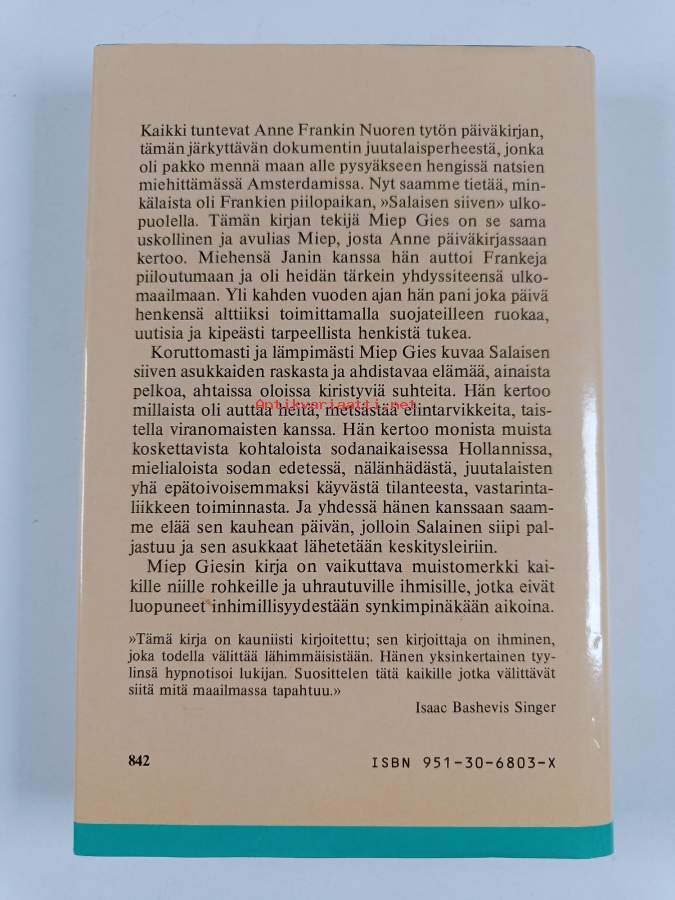 Kaikki tuntevat Anne Frankin Nuoren tytön päiväkirjan,
tämän järkyttävän dokumentin juutalaisperheestä, jonka
oli pakko mennä maan alle pysyäkseen hengissä natsien
miehittämässä Amsterdamissa. Nyt saamme tietää, min-
kälaista oli Frankien piilopaikan, »Salaisen siiven» ulko-
puolella. Tämän kirjan tekijä Miep Gies on se sama
uskollinen ja avulias Miep, josta Anne päiväkirjassaan
kertoo. Miehensä Janin kanssa hän auttoi Frankeja
piiloutumaan ja oli heidän tärkein yhdyssiteensä ulko-
maailmaan. Yli kahden vuoden ajan hän pani joka päivä
henkensä alttiiksi toimittamalla suojateilleen ruokaa,
uutisia ja kipeästi tarpeellista henkistä tukea.
Koruttomasti ja lämpimästi Miep Gies kuvaa Salaisen
siiven asukkaiden raskasta ja ahdistavaa elämää, ainaista
pelkoa, ahtaissa oloissa kiristyviä suhteita. Hän kertoo
millaista oli auttaa heitä, metsästää elintarvikkeita, tais-
Antikvariaatti.net
tella viranomaisten kanssa. Hän kertoo monista muista
koskettavista kohtaloista sodanaikaisessa Hollannissa,
mielialoista sodan edetessä, nälänhädästä, juutalaisten
yhä epätoivoisemmaksi käyvästä tilanteesta, vastarinta-
liikkeen toiminnasta. Ja yhdessä hänen kanssaan saam-
me elää sen kauhean päivän, jolloin Salainen siipi pal-
jastuu ja sen asukkaat lähetetään keskitysleiriin.
Miep Giesin kirja on vaikuttava muistomerkki kai-
kille niille rohkeille ja uhrautuville ihmisille, jotka eivät
luopuneet inhimillisyydestään synkimpinäkään aikoina.
»Tämä kirja on kauniisti kirjoitettu; sen kirjoittaja on ihminen,
joka todella välittää lähimmäisistään. Hänen yksinkertainen tyy-
linsä hypnotisoi lukijan. Suosittelen tätä kaikille jotka välittävät
siitä mitä maailmassa tapahtuu.»
Isaac Bashevis Singer
842
ISBN 951-30-6803-X